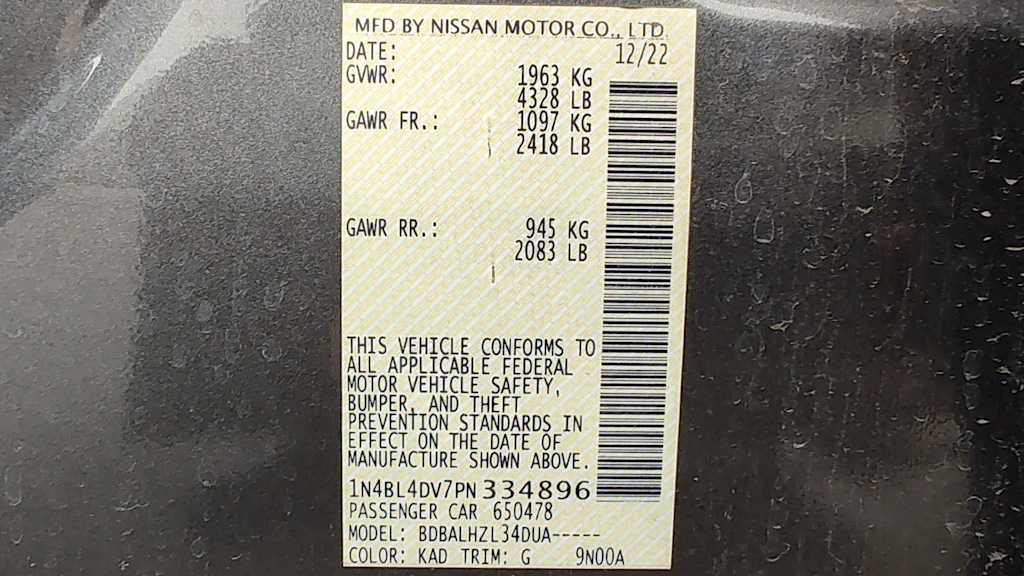 MFD BY NISSAN MOTOR CO., LTD.
DATE: 12/22
GVWR: 1963 KG
4328 LB
GAWR FR.: 1097 KG
2418 LB
GAWR RR.: 945 KG
2083 LB
THIS VEHICLE CONFORMS TO
ALL APPLICABLE FEDERAL
MOTOR VEHICLE SAFETY,
BUMPER, AND THEFT
PREVENTION STANDARDS IN
EFFECT ON THE DATE OF
MANUFACTURE SHOWN ABOVE.
1N4BL4DV7PN334896
PASSENGER CAR 650478
MODEL: BDBALHZL34DUA-----
COLOR: KAD TRIM: G 9N00A